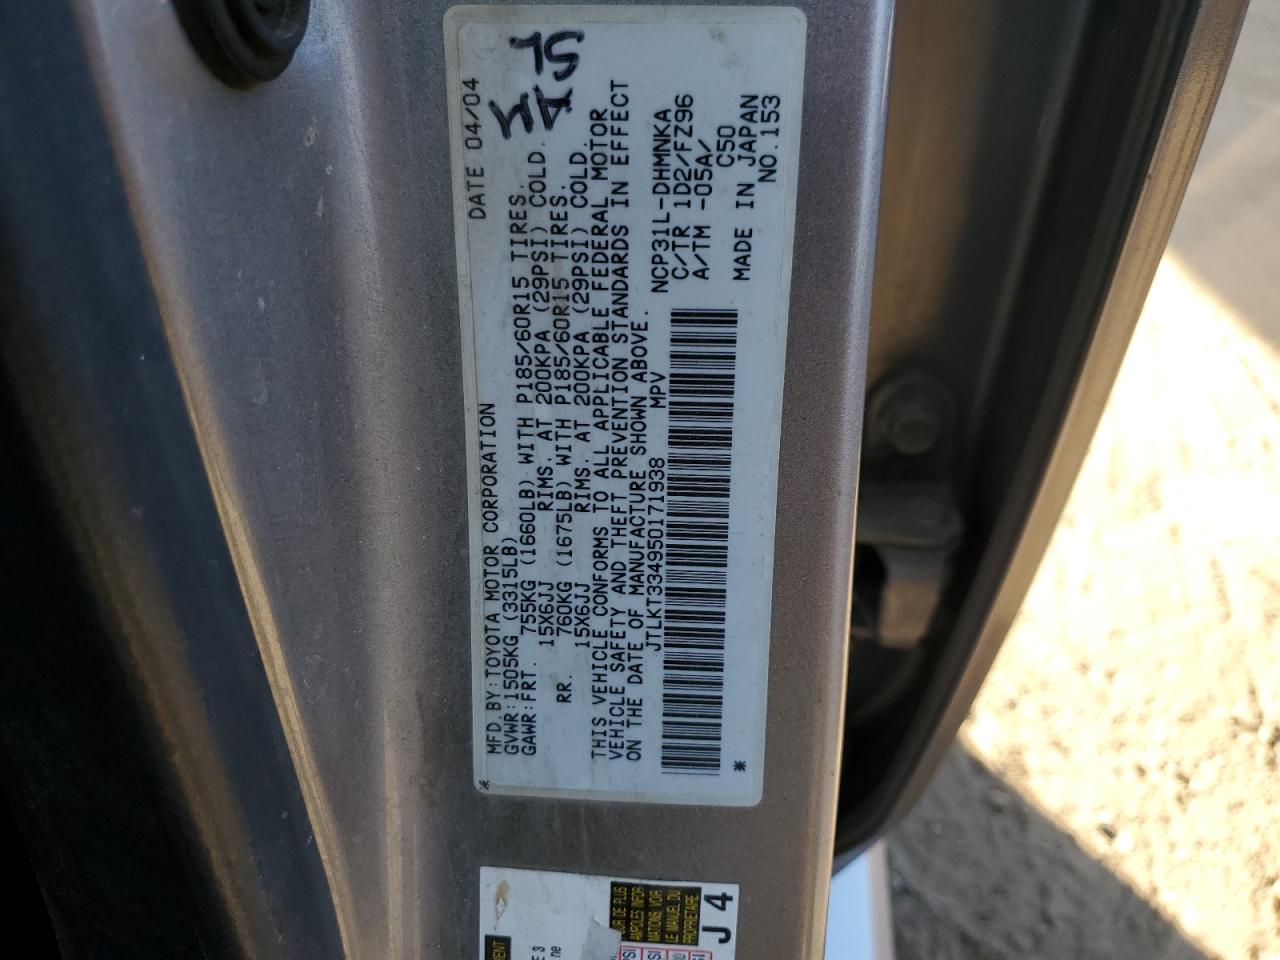 DATE 04/04
MFD.BY:TOYOTA MOTOR CORPORATION
GVWR:1505KG (3315LB)
GAWR:FRT. 755KG (1660LB) WITH P185/60R15 TIRES.
15X6JJ RIMS. AT 200KPA (29PSI) COLD.
RR. 760KG (1675LB) WITH P185/60R15 TIRES.
15X6JJ RIMS. AT 200KPA (29PSI) COLD.
THIS VEHICLE CONFORMS TO ALL APPLICABLE FEDERAL MOTOR
VEHICLE SAFETY AND THEFT PREVENTION STANDARDS IN EFFECT
ON THE DATE OF MANUFACTURE SHOWN ABOVE.
JTLKT334950171938 MPV
NCP31L-DHMNKA
C/TR 1D2/FZ96
A/TM -05A/
C50
MADE IN JAPAN
NO.153
J 4